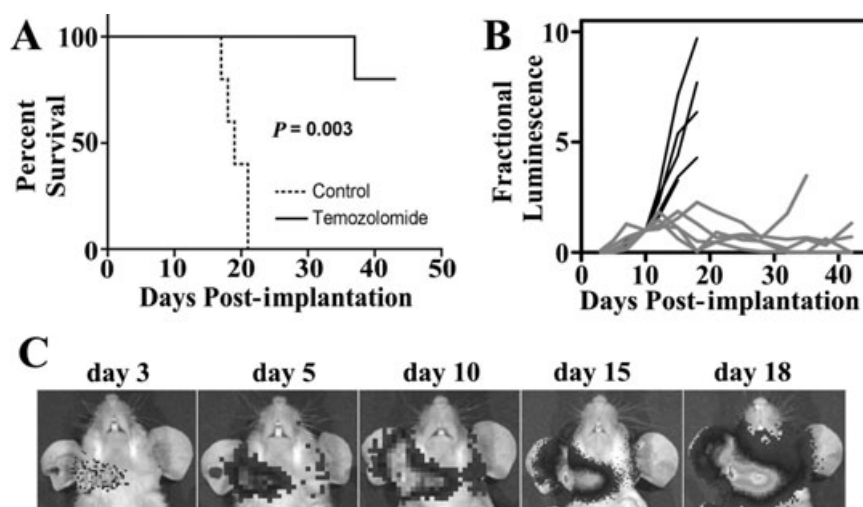 A
Percent
Survival
100
50
0
P = 0.003
Control
Temozolomide
0 10 20 30 40 50
Days Post-implantation
B
Fractional
Luminescence
10
5
0
0 10 20 30 40
Days Post-implantation
C
day 3 day 5 day 10 day 15 day 18